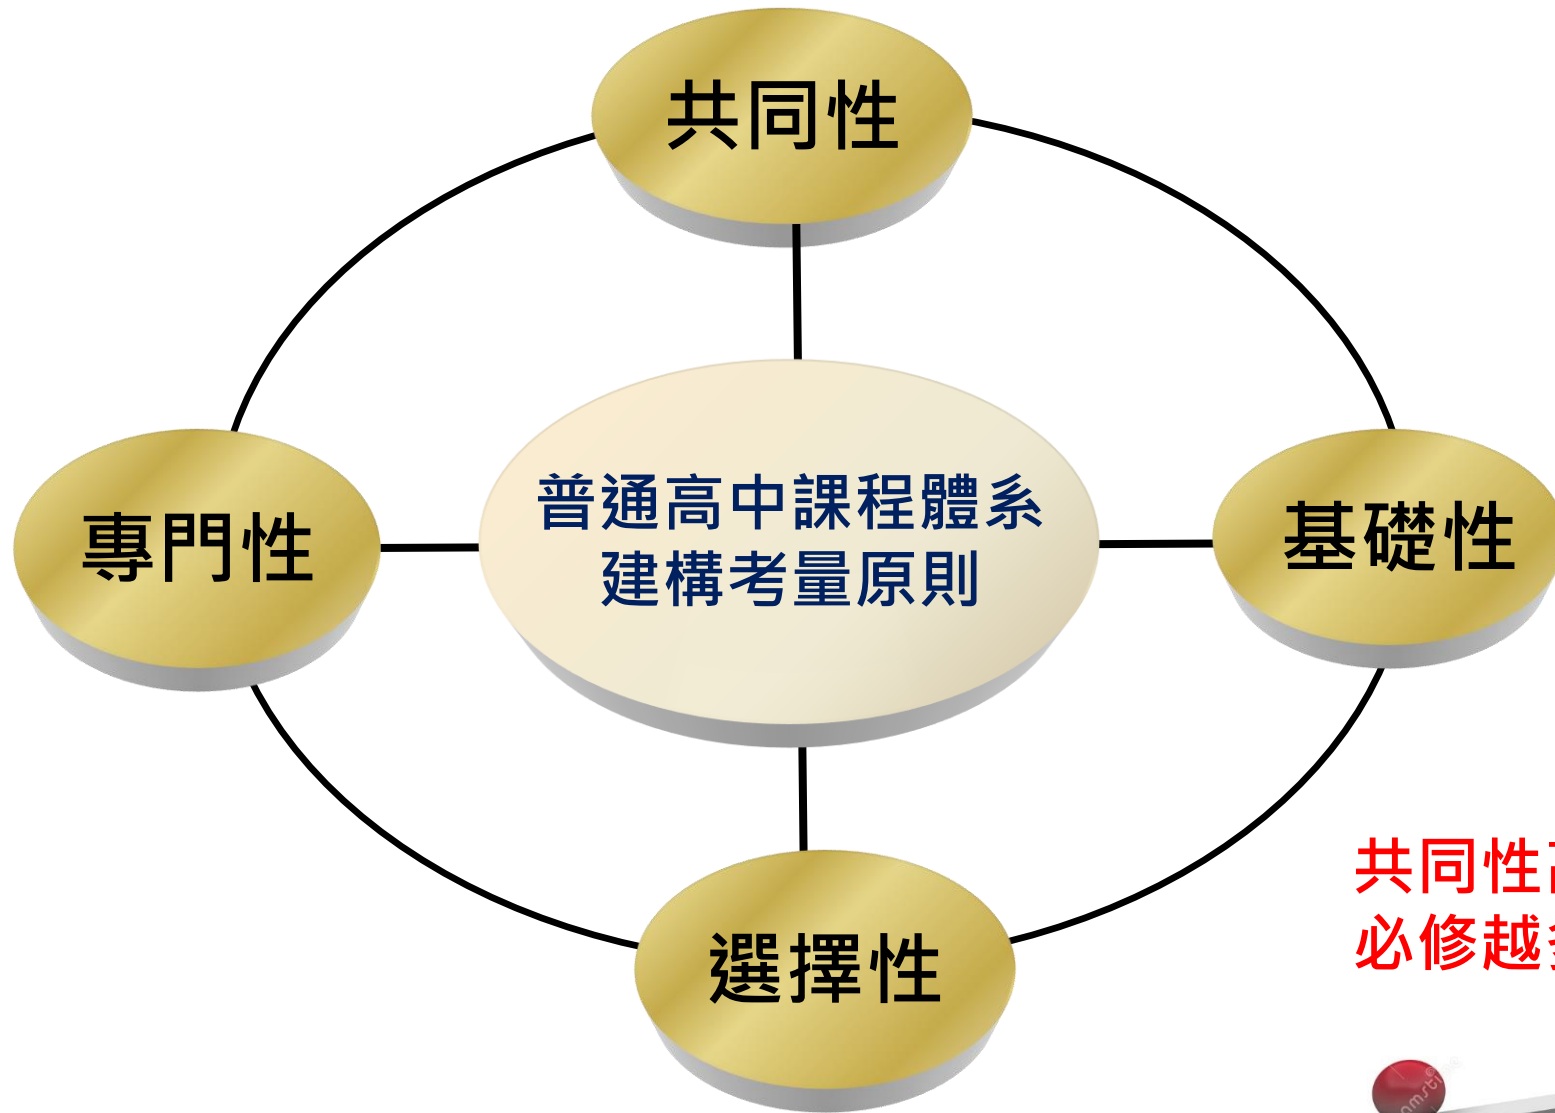 共同性
專門性
普通高中課程體系
建構考量原則
基礎性
選擇性
共同性
必修越